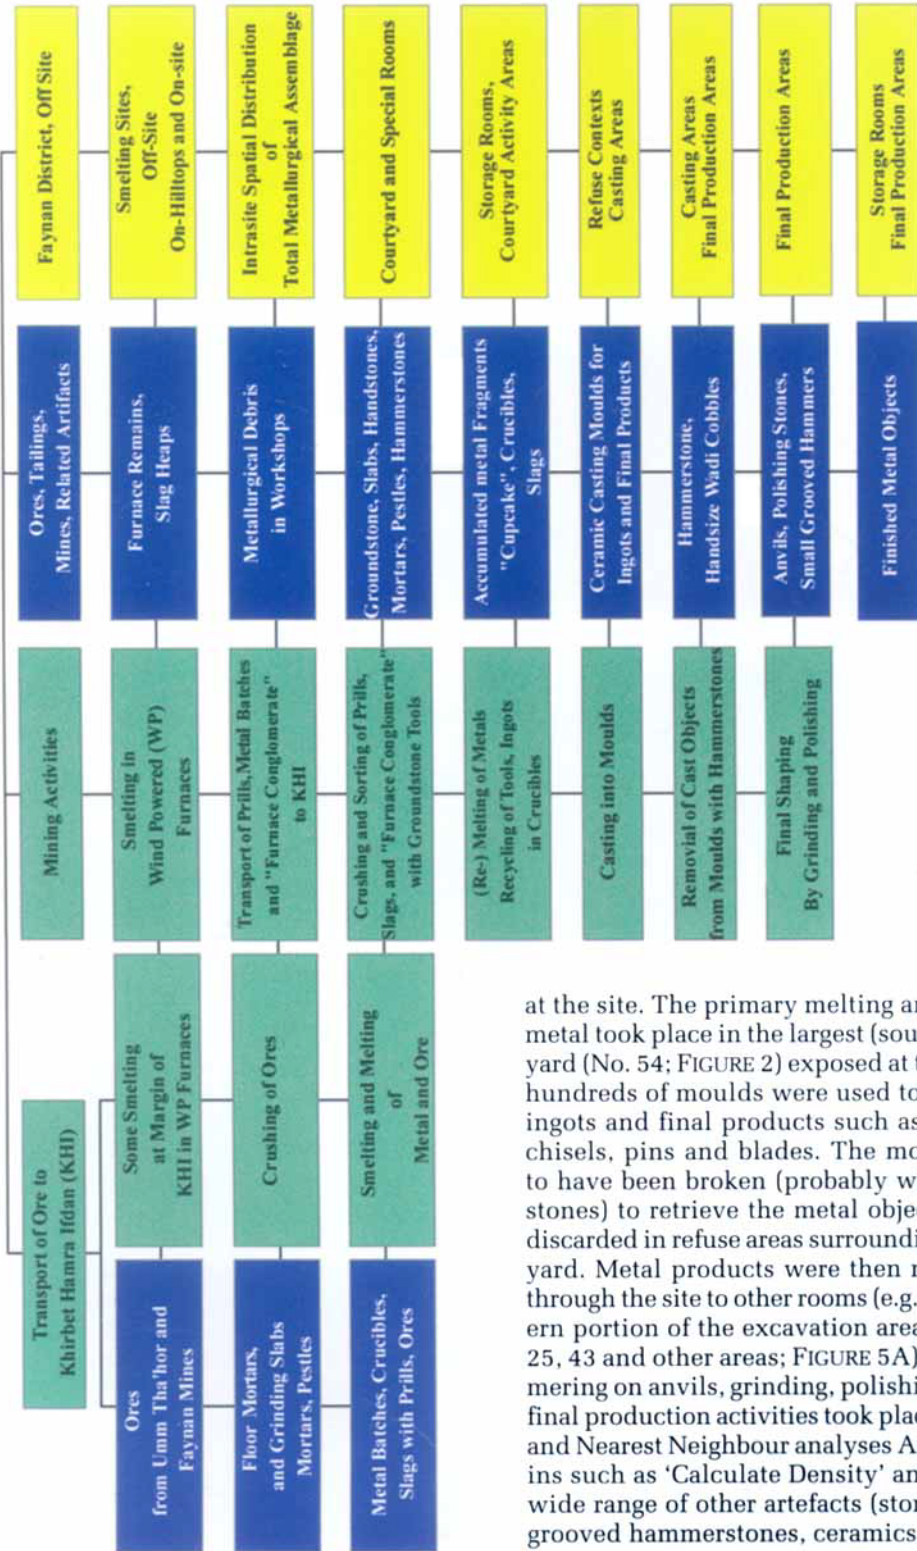 Transport of Ore to
Khirbet Hamra Ifdan (KHI)
Mining Activities
Ores, Tailings,
Mines, Related Artifacts
Faynan District, Off Site
Ores
from Umm Tha'hor and
Faynan Mines
Some Smelting
at Margin of
KHI in WP Furnaces
Smelting in
Wind Powered (WP)
Furnaces
Furnace Remains,
Slag Heaps
Smelting Sites,
Off-Site
On-Hilltops and On-site
Floor Mortars,
and Grinding Slabs
Mortars, Pestles
Crushing of Ores
Transport of Prills, Metal Batches
and "Furnace Conglomerate"
to KHI
Metallurgical Debris
in Workshops
Intrasite Spatial Distribution
of
Total Metallurgical Assemblage
Metal Batches, Crucibles,
Slags with Prills, Ores
Smelting and Melting
of
Metal and Ore
Crushing and Sorting of Prills,
Slags, and "Furnace Conglomerate"
with Groundstone Tools
Groundstone, Slabs, Handstones,
Mortars, Pestles, Hammerstones
Courtyard and Special Rooms
(Re-) Melting of Metals
Recycling of Tools, Ingots
in Crucibles
Accumulated metal Fragments
"Cupcake", Crucibles,
Slags
Storage Rooms,
Courtyard Activity Areas
Casting into Moulds
Ceramic Casting Moulds for
Ingots and Final Products
Refuse Contexts
Casting Areas
Removial of Cast Objects
from Moulds with Hammerstones
Hammerstone,
Handsize Wadi Cobbles
Casting Areas
Final Production Areas
Final Shaping
By Grinding and Polishing
Anvils, Polishing Stones,
Small Grooved Hammers
Final Production Areas
Finished Metal Objects
Storage Rooms
Final Production Areas
at the site. The primary melting an
metal took place in the largest (sou
yard (No. 54; FIGURE 2) exposed at t
hundreds of moulds were used to
ingots and final products such as
chisels, pins and blades. The mo
to have been broken (probably w
stones) to retrieve the metal obje
discarded in refuse areas surroundi
yard. Metal products were then m
through the site to other rooms (e.g.
ern portion of the excavation area
25, 43 and other areas; FIGURE 5A)
mering on anvils, grinding, polishi
final production activities took plac
and Nearest Neighbour analyses A
ins such as 'Calculate Density' an
wide range of other artefacts (ston
grooved hammerstones, ceramics